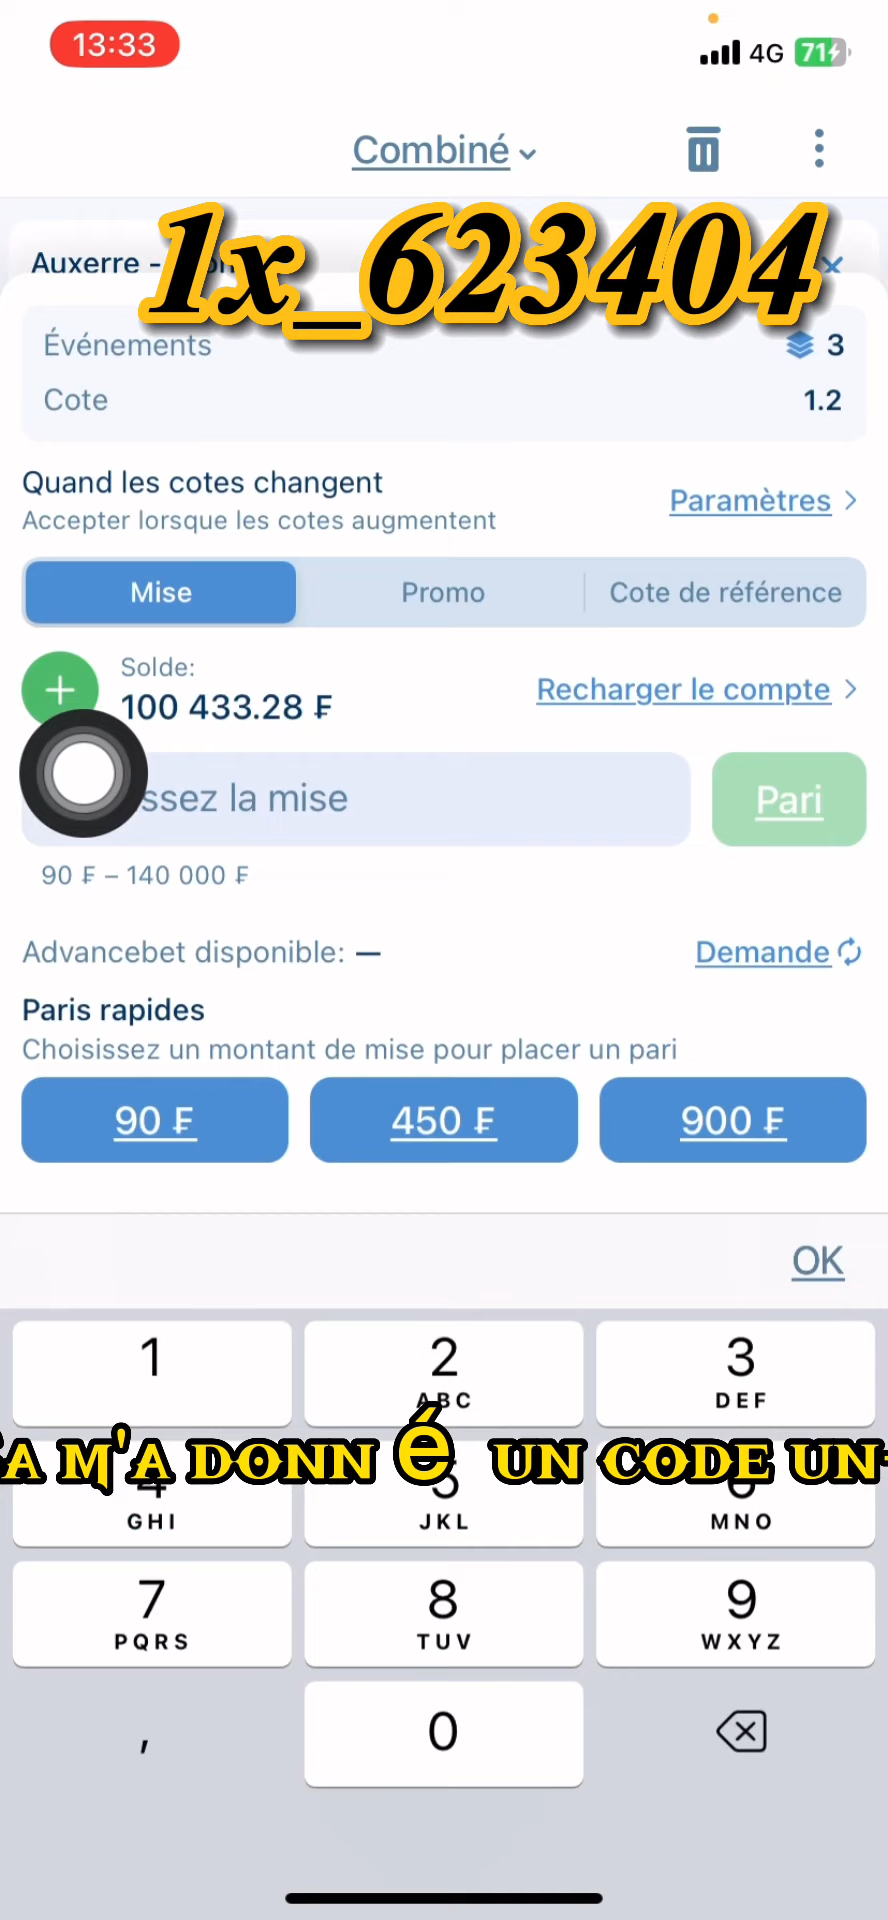 13:33
4G 71
Combiné
1x_623404
Auxerre -
Événements 3
Cote 1.2
Quand les cotes changent
Accepter lorsque les cotes augmentent
Paramètres
Mise Promo Cote de référence
Solde:
100 433.28 ₣
Recharger le compte
ssez la mise
Pari
90 ₣ – 140 000 ₣
Advancebet disponible: — Demande
Paris rapides
Choisissez un montant de mise pour placer un pari
90 ₣ 450 ₣ 900 ₣
OK
1 2 3
ABC DEF
A M'A DONNé UN CODE UN
4 5 6
GHI JKL MNO
7 8 9
PQRS TUV WXYZ
, 0